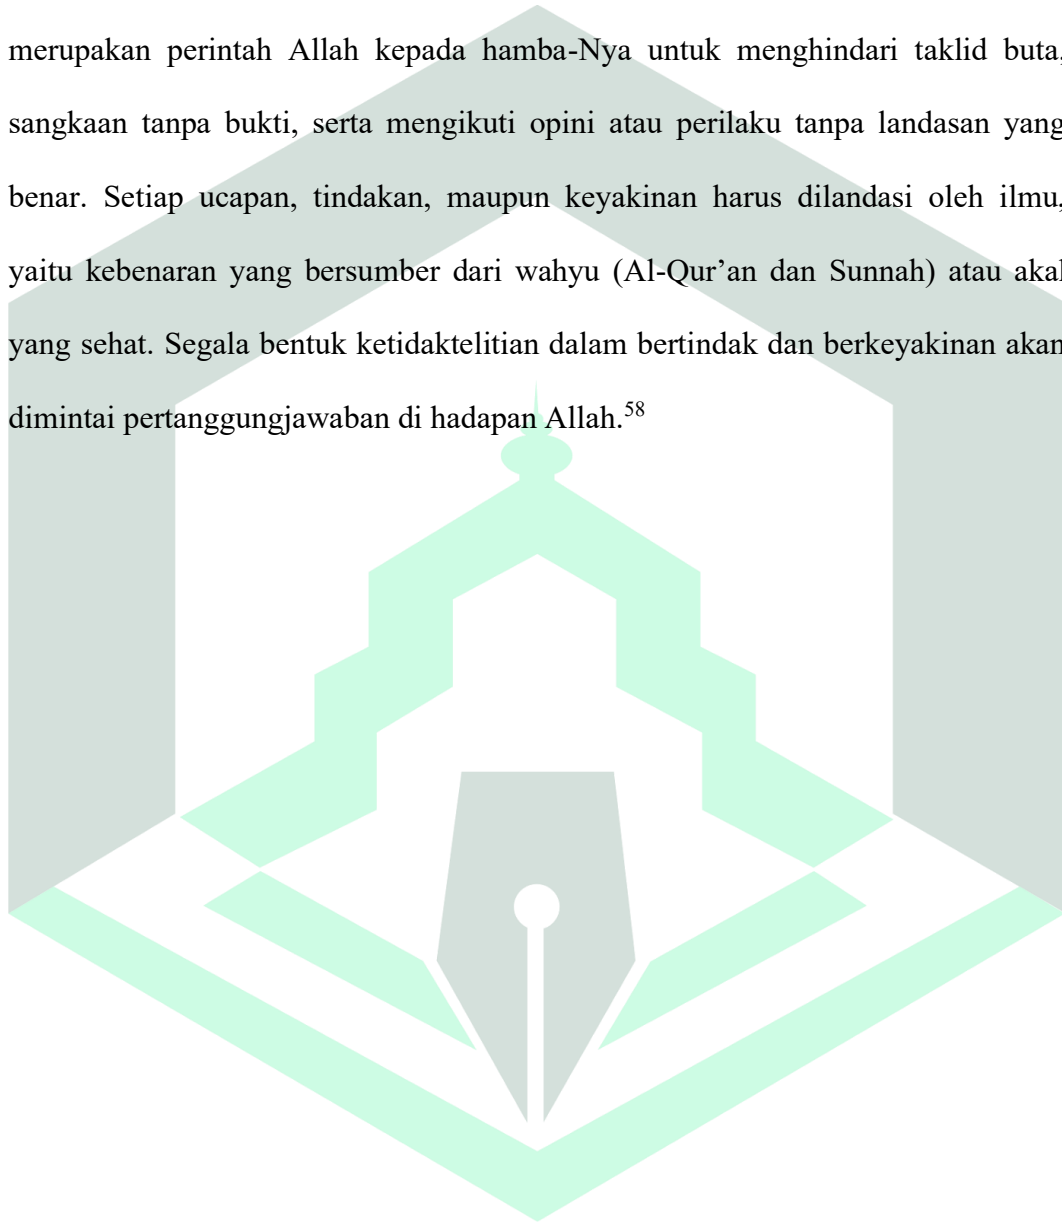 merupakan perintah Allah kepada hamba-Nya untuk menghindari taklid buta,
sangkaan tanpa bukti, serta mengikuti opini atau perilaku tanpa landasan yang
benar. Setiap ucapan, tindakan, maupun keyakinan harus dilandasi oleh ilmu,
yaitu kebenaran yang bersumber dari wahyu (Al-Qur’an dan Sunnah) atau akal
yang sehat. Segala bentuk ketidaktelitian dalam bertindak dan berkeyakinan akan
dimintai pertanggungjawaban di hadapan Allah.58